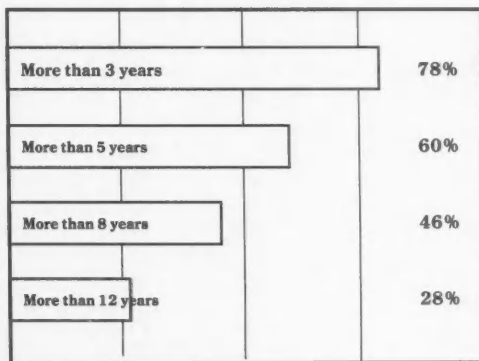 More than 3 years 78%
More than 5 years 60%
More than 8 years 46%
More than 12 years 28%